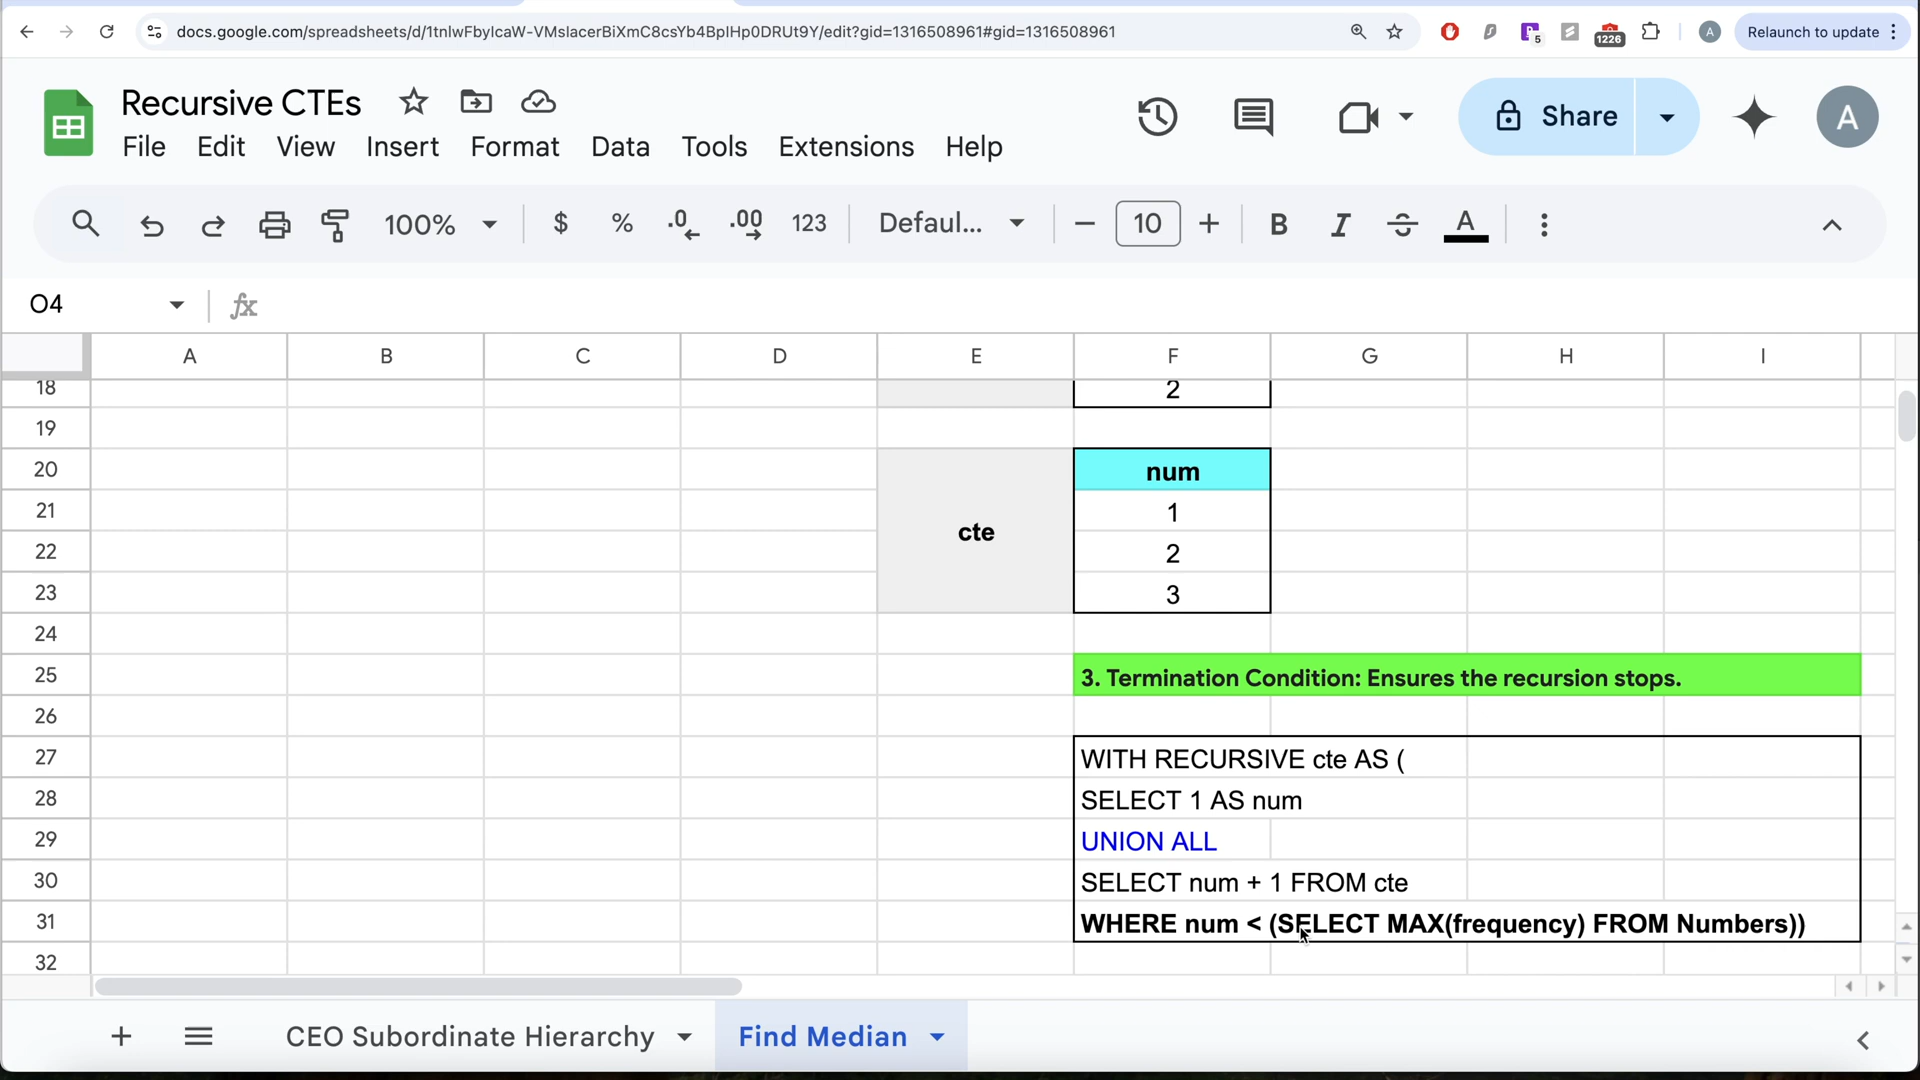 docs.google.com/spreadsheets/d/1tnlwFbylcaW-VMslacerBiXmC8csYb4BpIHp0DRUt9Y/edit?gid=1316508961#gid=1316508961
5
1226
A
Relaunch to update
Recursive CTEs
File Edit View Insert Format Data Tools Extensions Help
Share
A
100%
$ % .0 .00 123
Defaul...
10
B I S A
O4
fx
A B C D E F G H I
18 2
19
20 num
21 1
cte
22 2
23 3
24
25 3. Termination Condition: Ensures the recursion stops.
26
27 WITH RECURSIVE cte AS (
28 SELECT 1 AS num
29 UNION ALL
30 SELECT num + 1 FROM cte
31 WHERE num < (SELECT MAX(frequency) FROM Numbers))
32
CEO Subordinate Hierarchy
Find Median